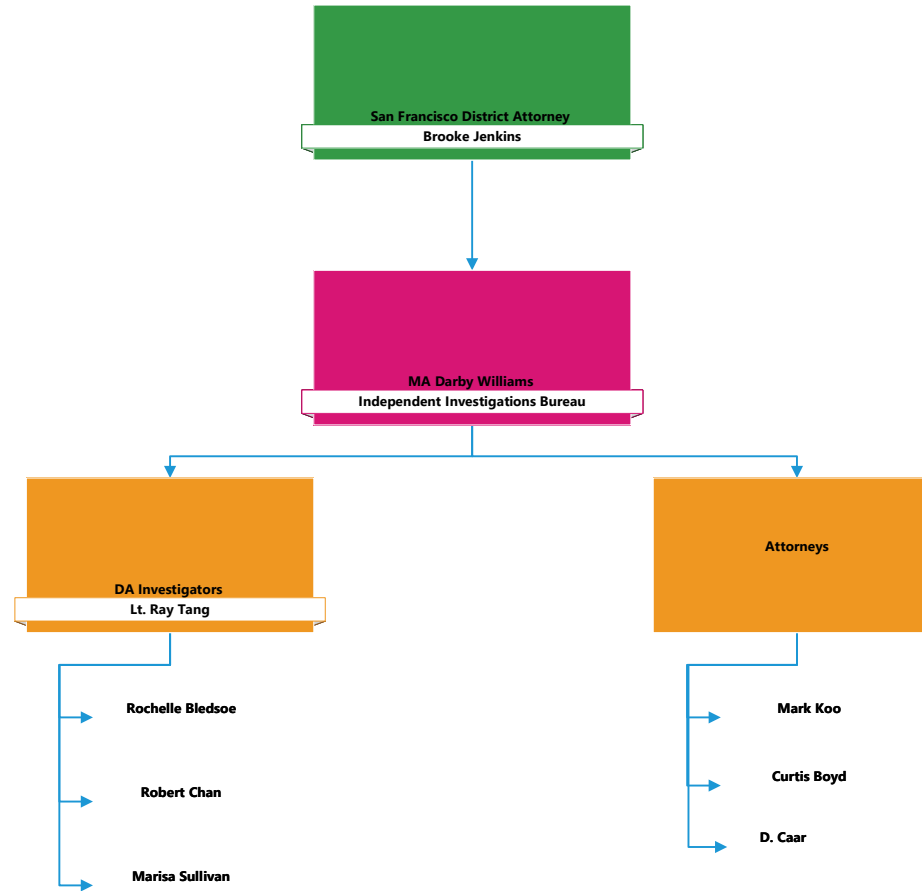 San Francisco District Attorney
Brooke Jenkins
MA Darby Williams
Independent Investigations Bureau
DA Investigators
Lt. Ray Tang
Attorneys
Rochelle Bledsoe
Robert Chan
Marisa Sullivan
Mark Koo
Curtis Boyd
D. Caar